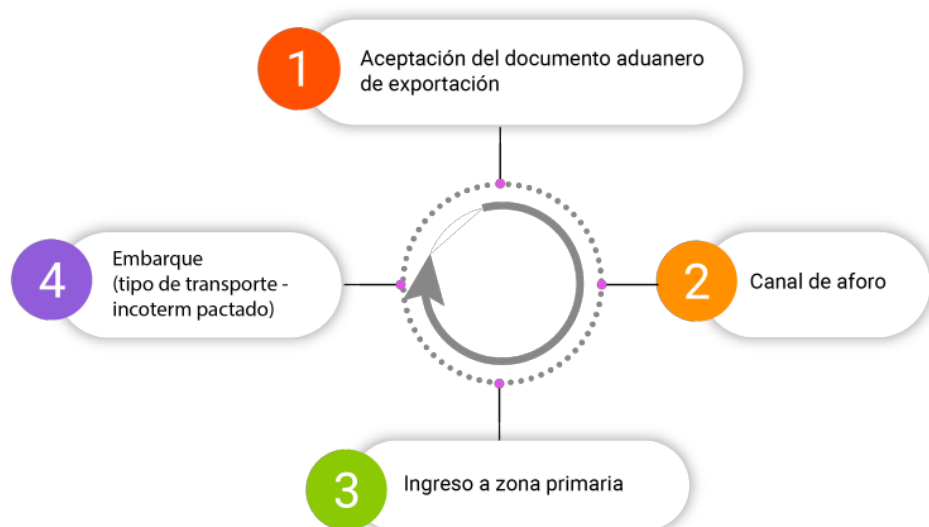 1
Aceptación del documento aduanero
de exportación
2
Canal de aforo
3
Ingreso a zona primaria
4
Embarque
(tipo de transporte -
incoterm pactado)